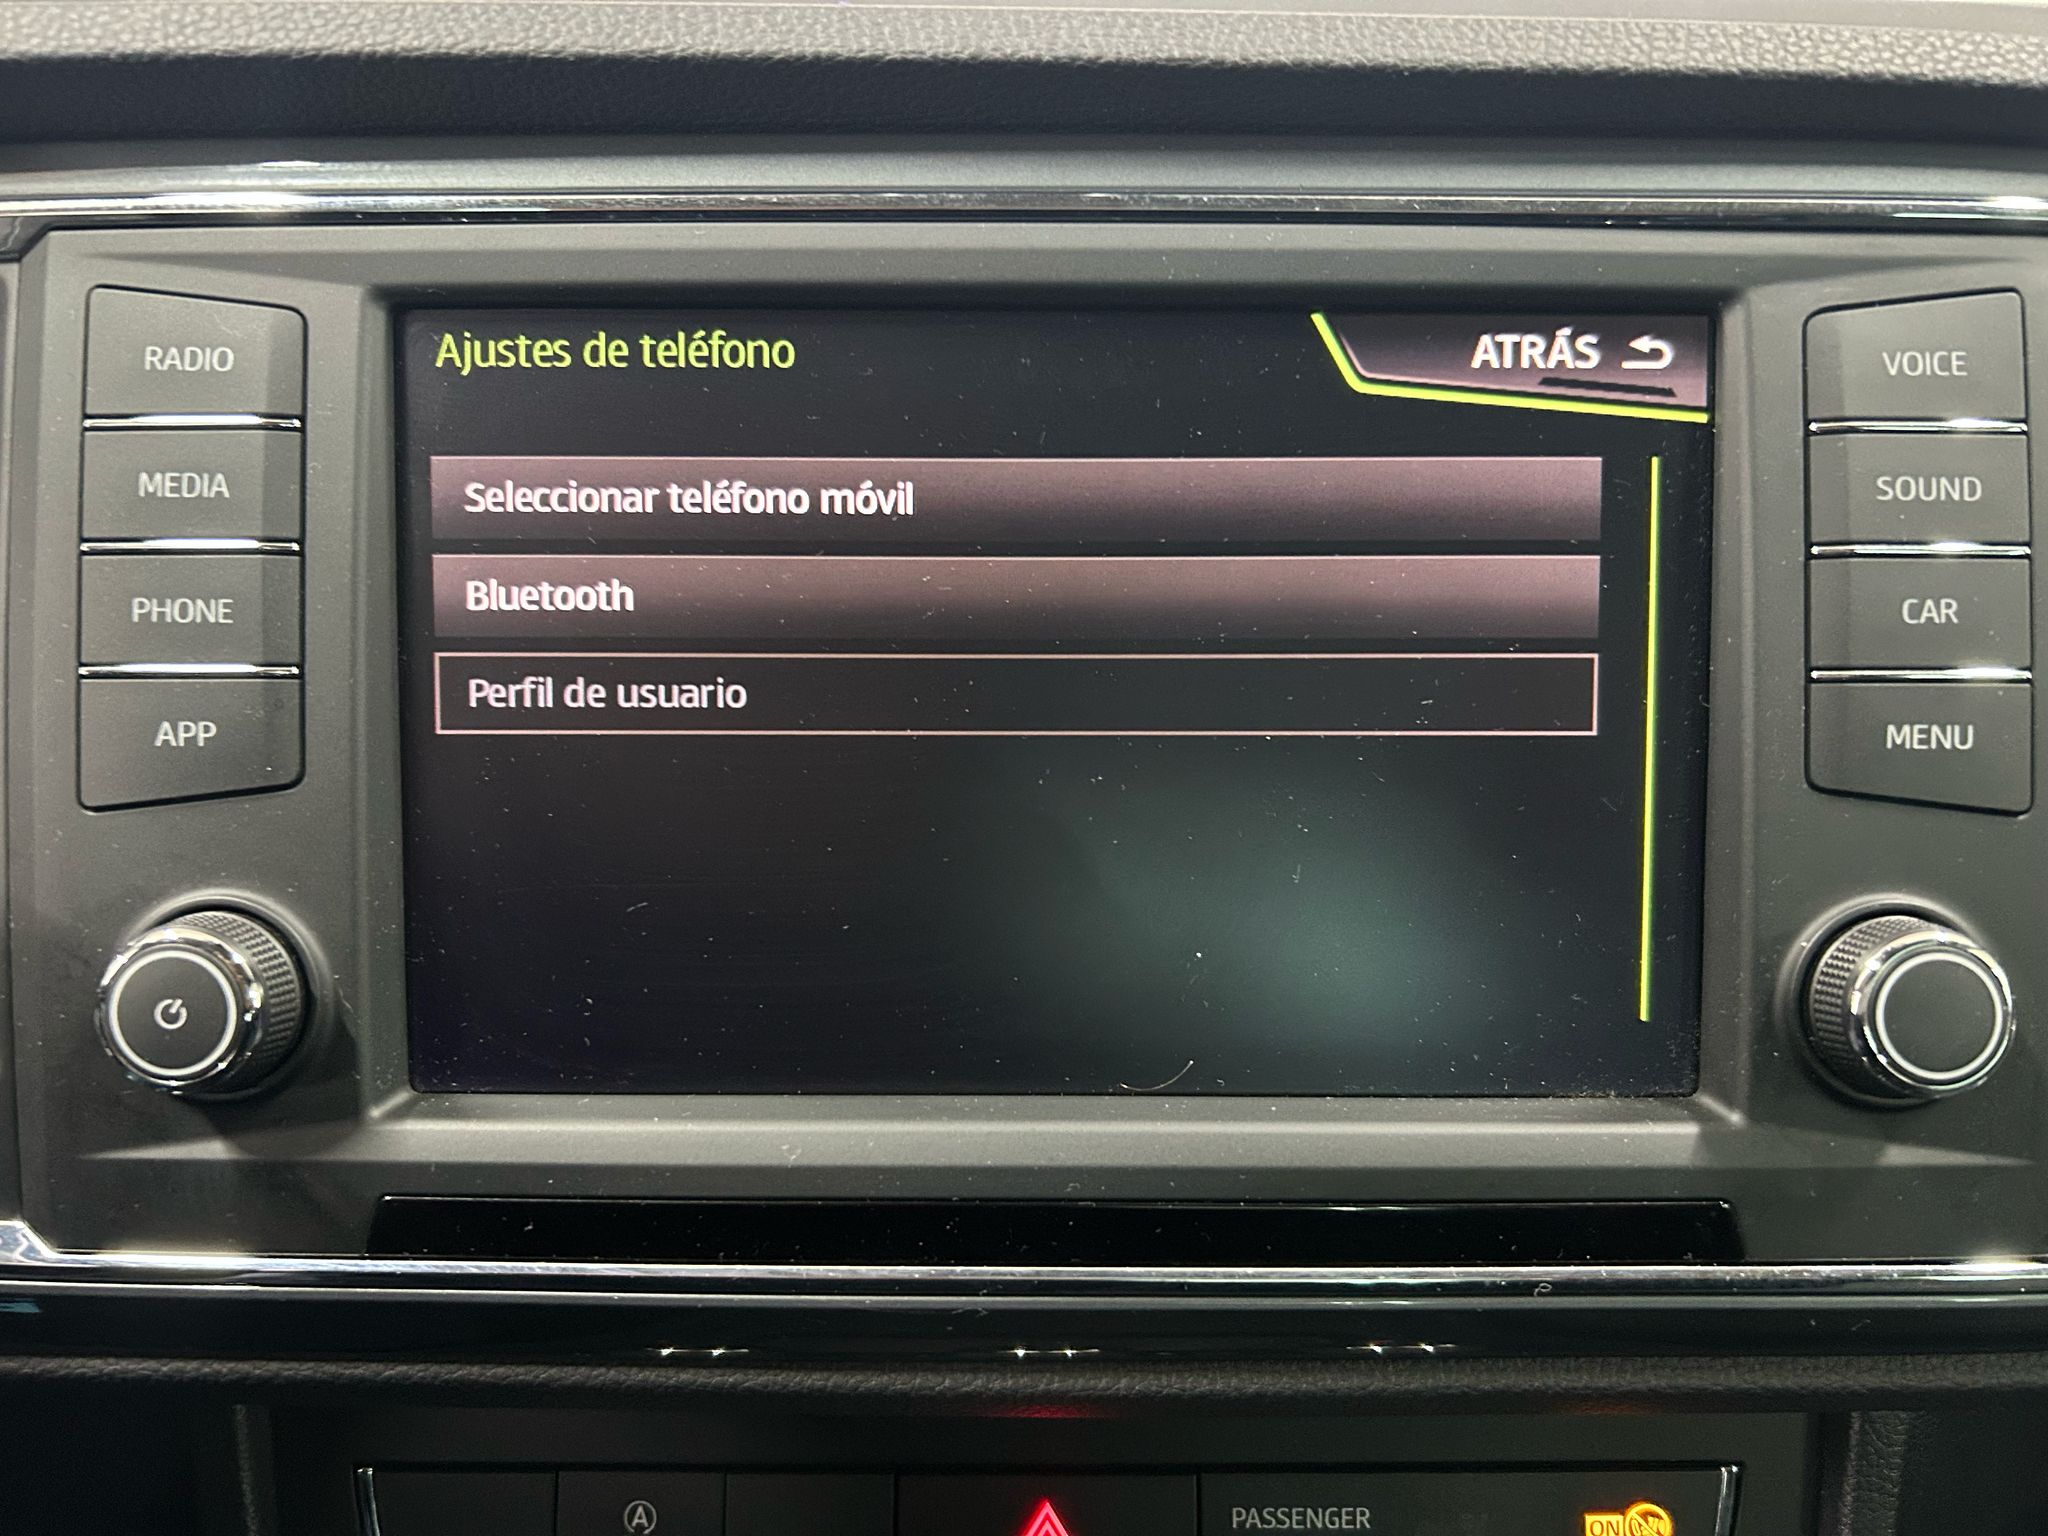 RADIO
MEDIA
PHONE
APP
Ajustes de teléfono
ATRÁS
Seleccionar teléfono móvil
Bluetooth
Perfil de usuario
VOICE
SOUND
CAR
MENU
A
PASSENGER
ON